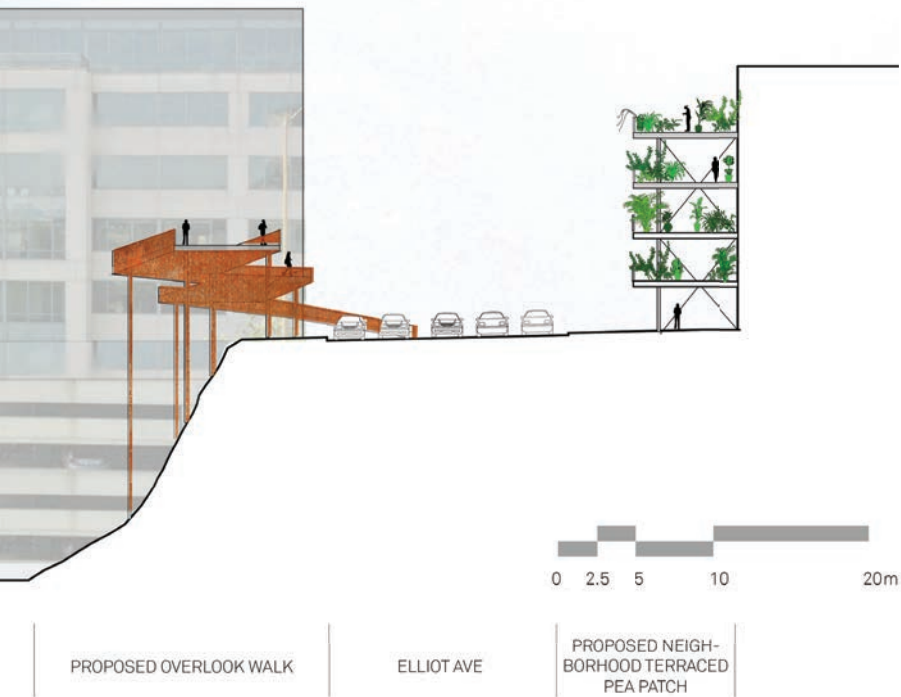 0 2.5 5 10 20m
PROPOSED OVERLOOK WALK
ELLIOT AVE
PROPOSED NEIGH-
BORHOOD TERRACED
PEA PATCH